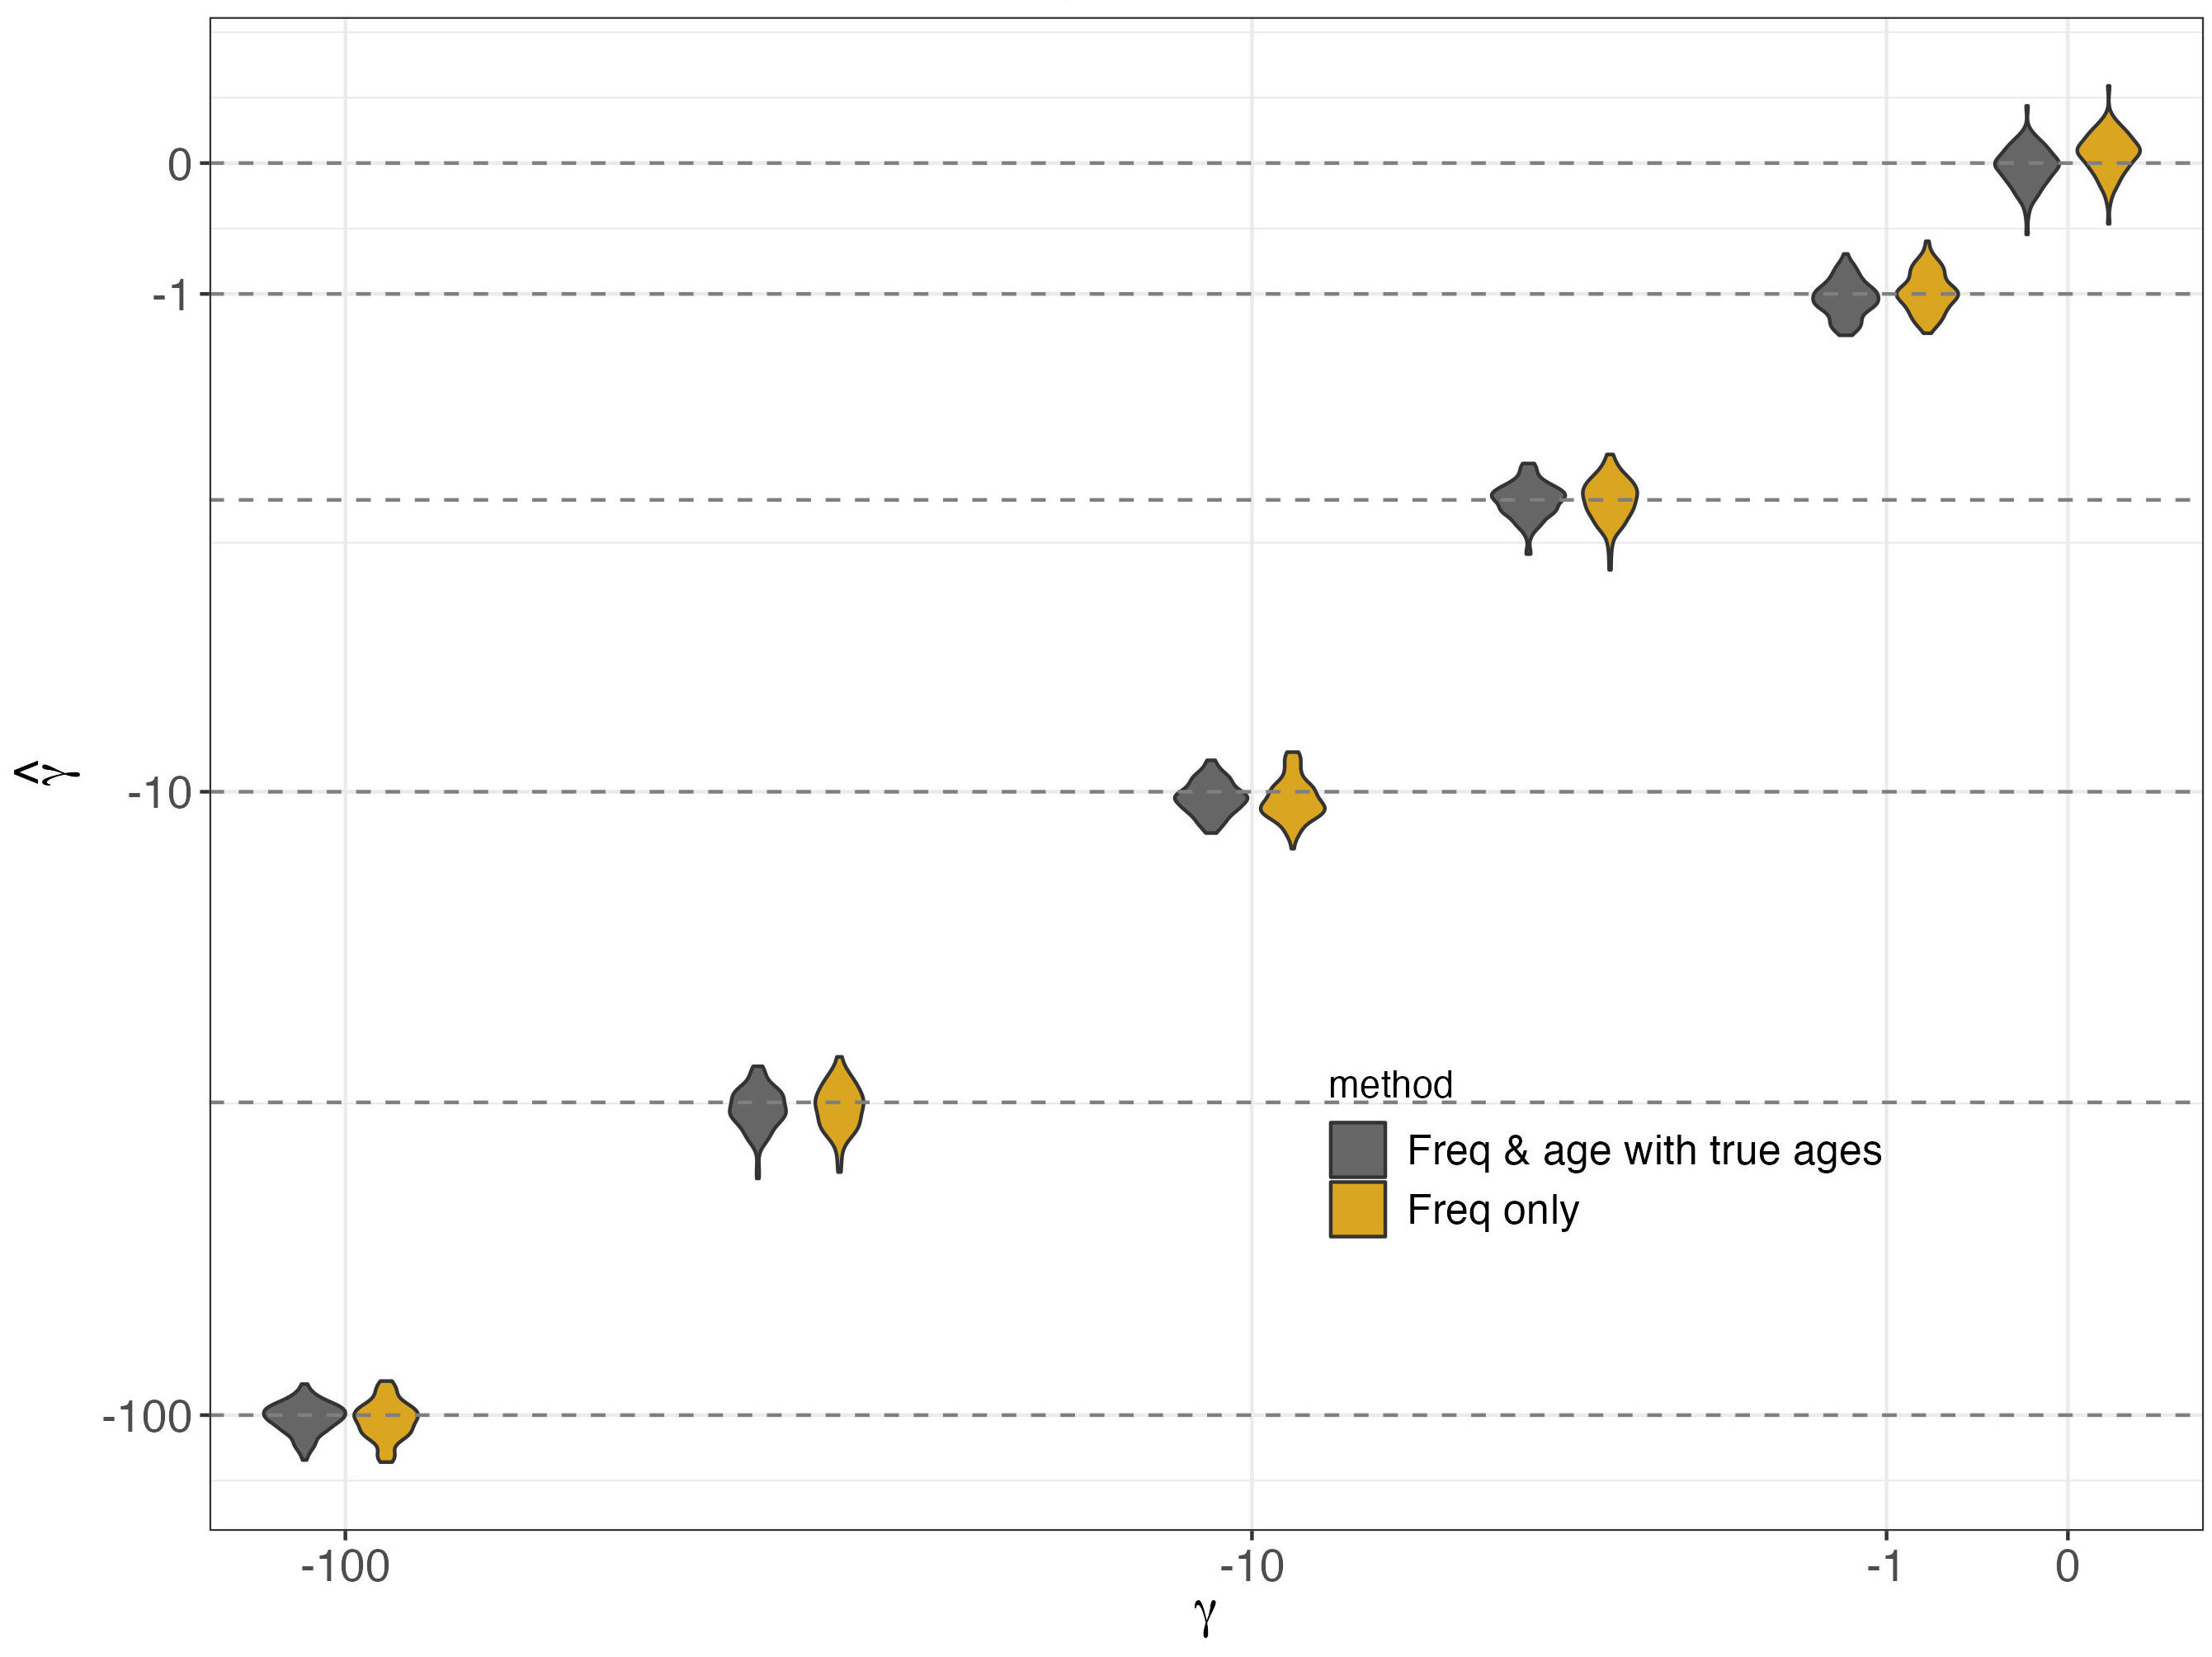 0
-1
-10
-100
γ̂
method
Freq & age with true ages
Freq only
-100 -10 -1 0
γ